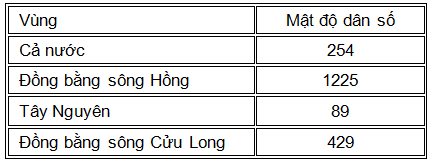 Vùng Mật độ dân số
Cả nước 254
Đồng bằng sông Hồng 1225
Tây Nguyên 89
Đồng bằng sông Cửu Long 429